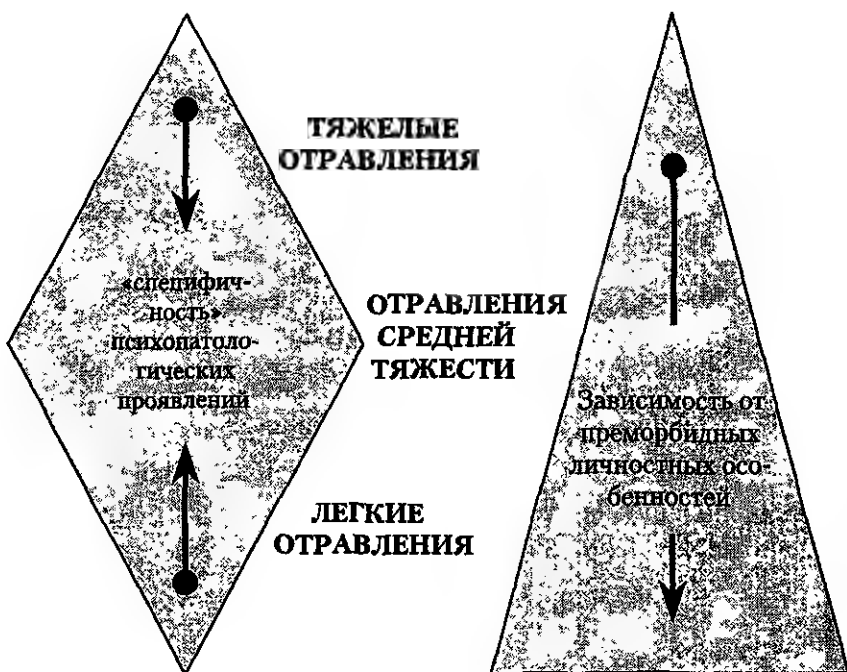 ТЯЖЕЛЫЕ
ОТРАВЛЕНИЯ
«специфич-
ность»
психопатоло-
гических
проявлений
ОТРАВЛЕНИЯ
СРЕДНЕЙ
ТЯЖЕСТИ
Зависимость от
преморбидных
личностных осо-
бенностей
ЛЕГКИЕ
ОТРАВЛЕНИЯ